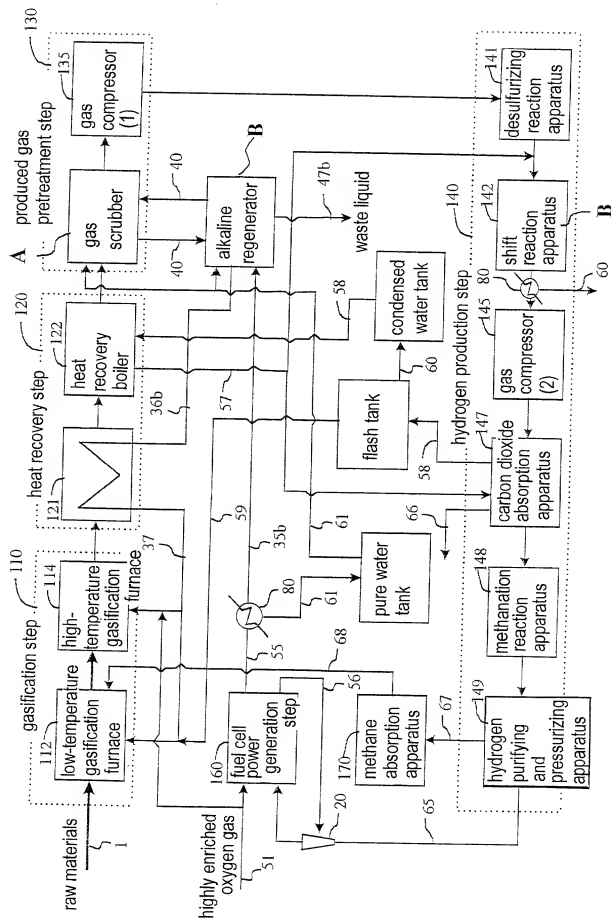 gasification step
110
112
low-temperature
gasification
furnace
114
high-
temperature
gasification
furnace
raw materials
1
heat recovery step
120
121
122
heat
recovery
boiler
produced gas
pretreatment step
130
A
gas
scrubber
135
gas
compressor
(1)
40
40
B
alkaline
regenerator
47b
waste liquid
36b
57
58
37
59
35b
61
highly enriched
oxygen gas
51
160
fuel cell
power
generation
step
55
80
61
56
68
pure water
tank
flash tank
60
condensed
water tank
20
170
methane
absorption
apparatus
67
65
66
58
hydrogen production step
140
141
desulfurizing
reaction
apparatus
142
shift reaction
apparatus
B
80
60
145
gas
compressor
(2)
147
carbon dioxide
absorption
apparatus
148
methanation
reaction
apparatus
149
hydrogen
purifying
and
pressurizing
apparatus